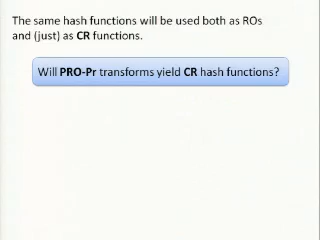 The same hash functions will be used both as ROs
and (just) as CR functions.
Will PRO-Pr transforms yield CR hash functions?